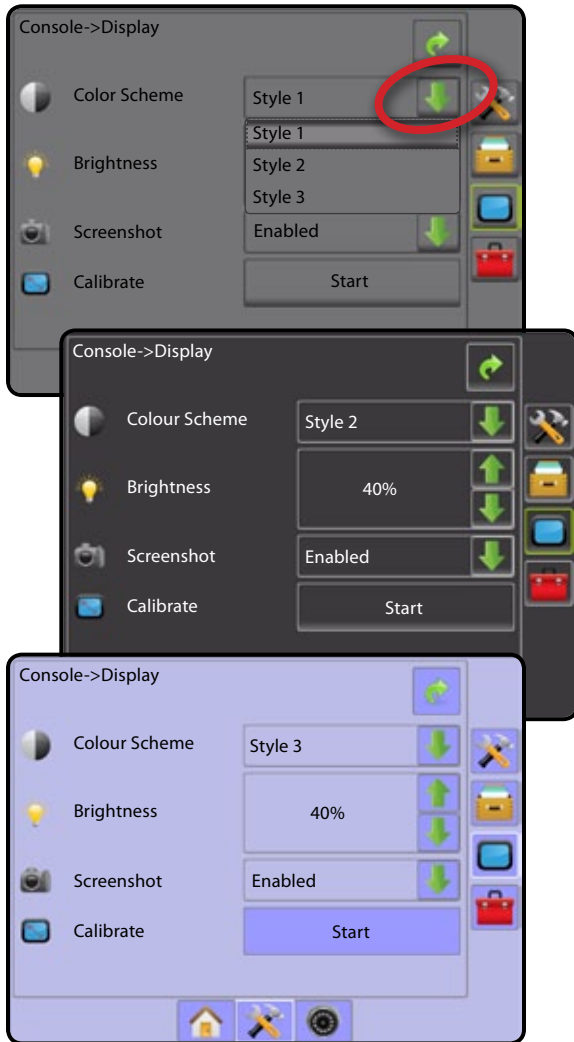 Console->Display
Color Scheme
Style 1
Style 1
Brightness
Style 2
Style 3
Screenshot
Enabled
Calibrate
Start
Console->Display
Colour Scheme
Style 2
Brightness
40%
Screenshot
Enabled
Calibrate
Start
Console->Display
Colour Scheme
Style 3
Brightness
40%
Screenshot
Enabled
Calibrate
Start